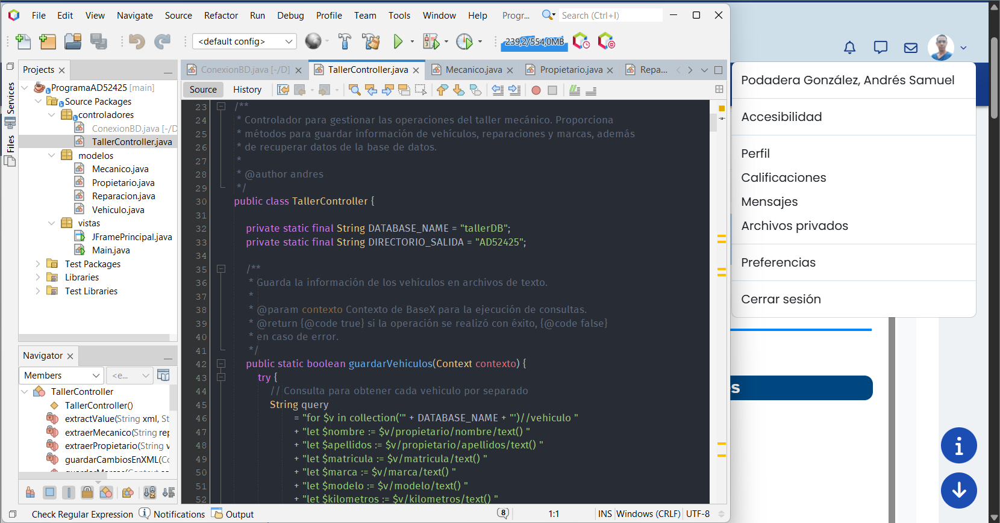 File Edit View Navigate Source Refactor Run Debug Profile Team Tools Window Help Progr... Search (Ctrl+I)
<default config> 239,2/554,0MB
Projects
Services
Files
ProgramaAD52425 [main]
Source Packages
controladores
ConexionBD.java [-/D
TallerController.java
modelos
Mecanico.java
Propietario.java
Reparacion.java
Vehiculo.java
vistas
JFramePrincipal.java
Main.java
Test Packages
Libraries
Test Libraries
Navigator
Members <e...
TallerController
TallerController()
extractValue(String xml, St
extraerMecanico(String rep
extraerPropietario(String v
guardarCambiosEnXML(Co
ConexionBD.java [-/D] TallerController.java Mecanico.java Propietario.java Repa...
Source History
23 /**
24 * Controlador para gestionar las operaciones del taller mecánico. Proporciona
25 * métodos para guardar información de vehículos, reparaciones y marcas, además
26 * de recuperar datos de la base de datos.
27 *
28 * @author andres
29 */
30 public class TallerController {
31
32 private static final String DATABASE_NAME = "tallerDB";
33 private static final String DIRECTORIO_SALIDA = "AD52425";
34
35 /**
36 * Guarda la información de los vehículos en archivos de texto.
37 *
38 * @param contexto Contexto de BaseX para la ejecución de consultas.
39 * @return {@code true} si la operación se realizó con éxito, {@code false}
40 * en caso de error.
41 */
42 public static boolean guardarVehiculos(Context contexto) {
43 try {
44 // Consulta para obtener cada vehiculo por separado
45 String query
46 = "for $v in collection('" + DATABASE_NAME + "')//vehiculo "
47 + "let $nombre := $v/propietario/nombre/text() "
48 + "let $apellidos := $v/propietario/apellidos/text() "
49 + "let $matricula := $v/matricula/text() "
50 + "let $marca := $v/marca/text() "
51 + "let $modelo := $v/modelo/text() "
52 + "let $kilometros := $v/kilometros/text() "
Check Regular Expression Notifications Output 8 1:1 INS Windows (CRLF) UTF-8
Podadera González, Andrés Samuel
Accesibilidad
Perfil
Calificaciones
Mensajes
Archivos privados
Preferencias
Cerrar sesión
s